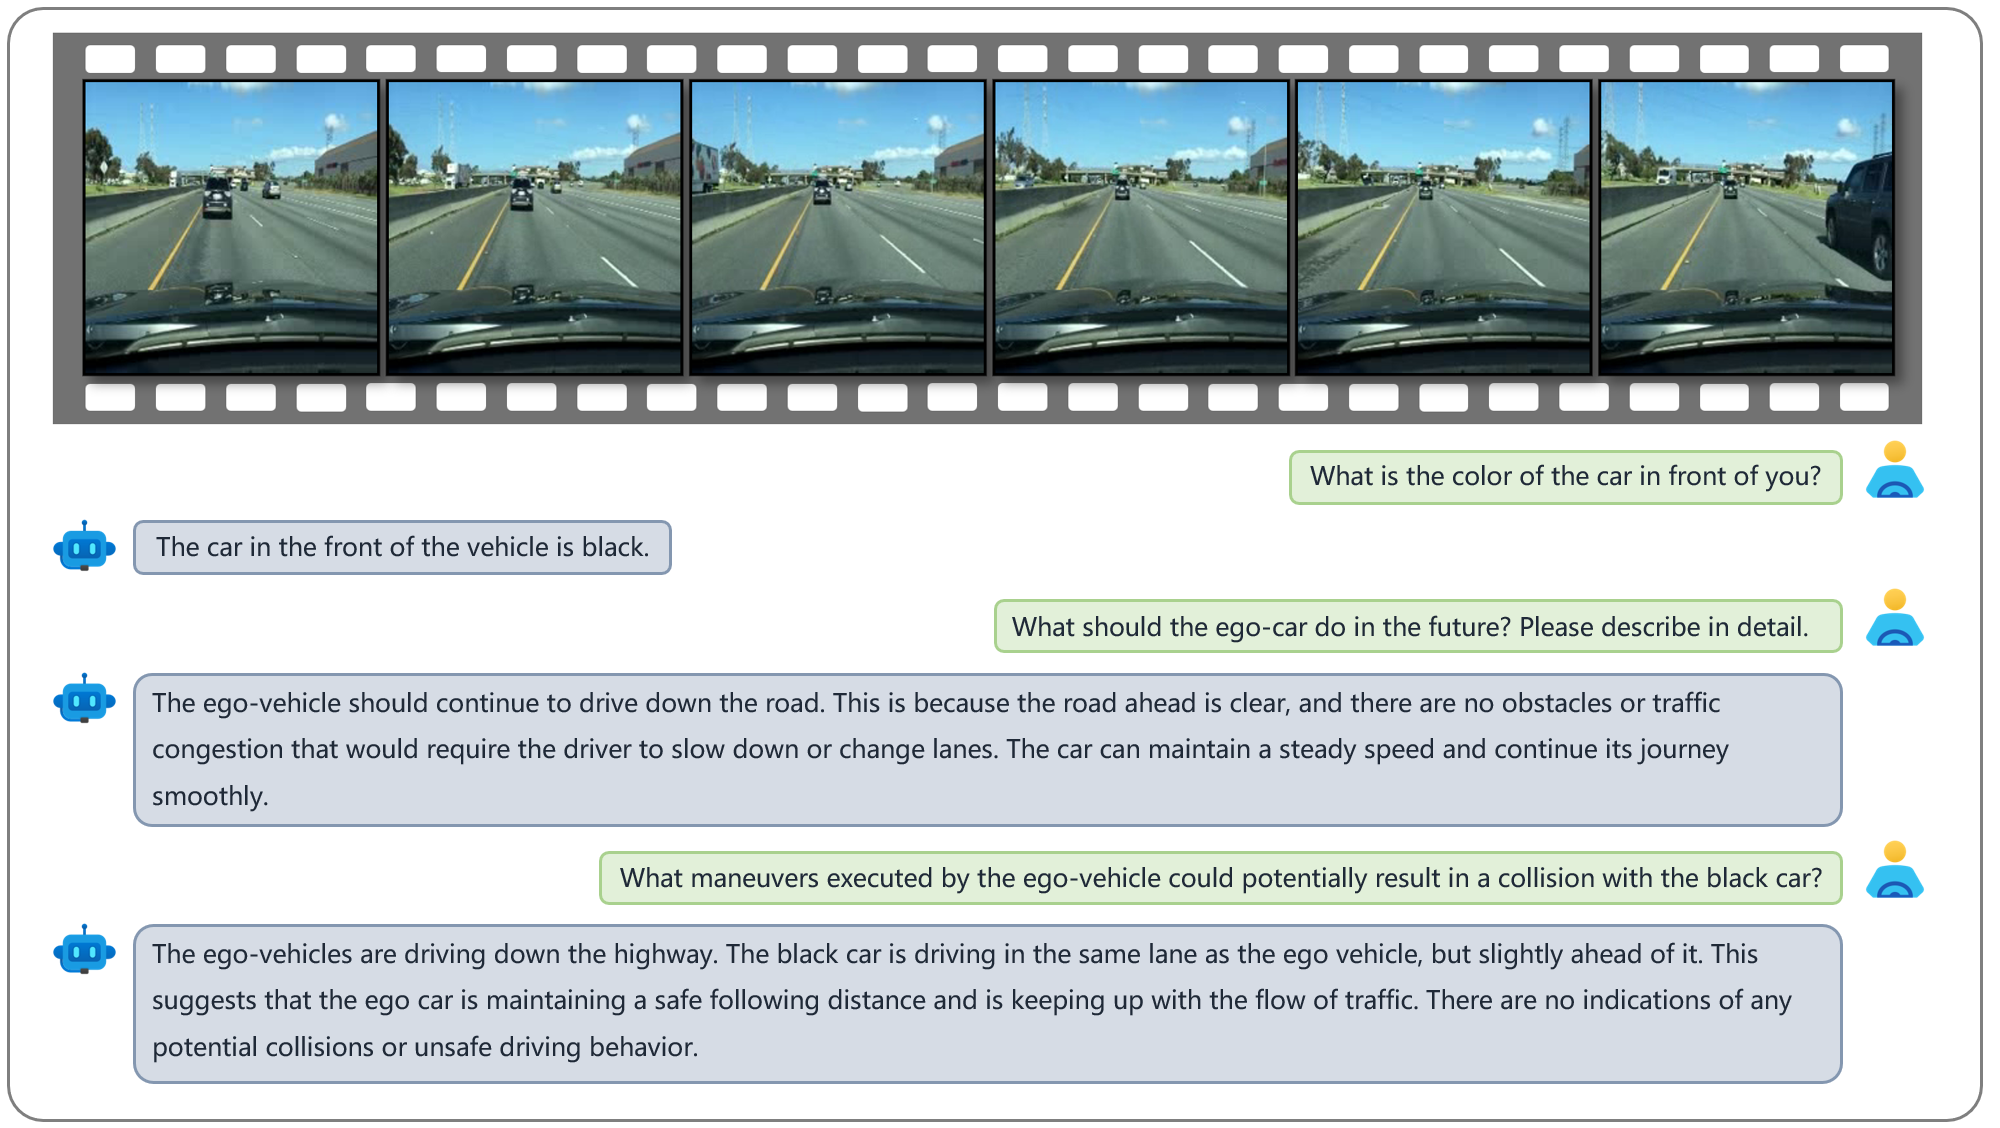 What is the color of the car in front of you?
The car in the front of the vehicle is black.
What should the ego-car do in the future? Please describe in detail.
The ego-vehicle should continue to drive down the road. This is because the road ahead is clear, and there are no obstacles or traffic
congestion that would require the driver to slow down or change lanes. The car can maintain a steady speed and continue its journey
smoothly.
What maneuvers executed by the ego-vehicle could potentially result in a collision with the black car?
The ego-vehicles are driving down the highway. The black car is driving in the same lane as the ego vehicle, but slightly ahead of it. This
suggests that the ego car is maintaining a safe following distance and is keeping up with the flow of traffic. There are no indications of any
potential collisions or unsafe driving behavior.